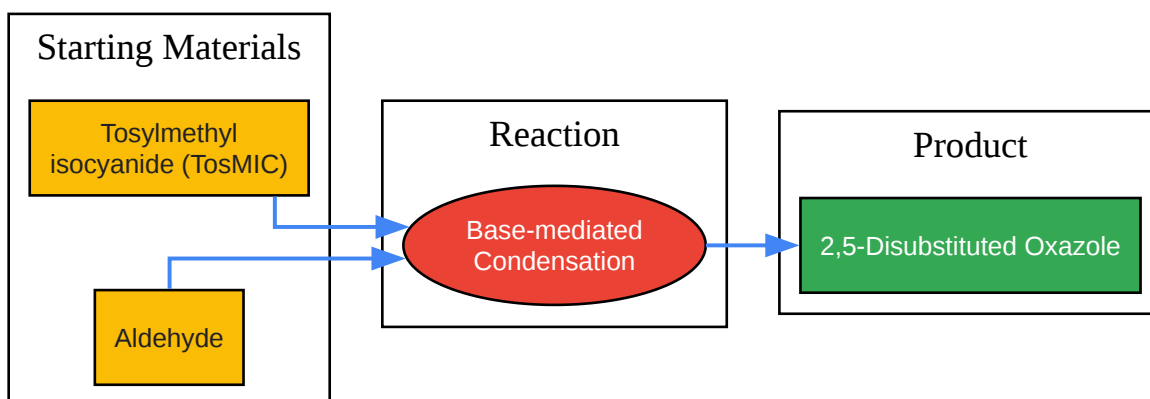 Starting Materials
Tosylmethyl
isocyanide (TosMIC)
Aldehyde
Reaction
Base-mediated
Condensation
Product
2,5-Disubstituted Oxazole